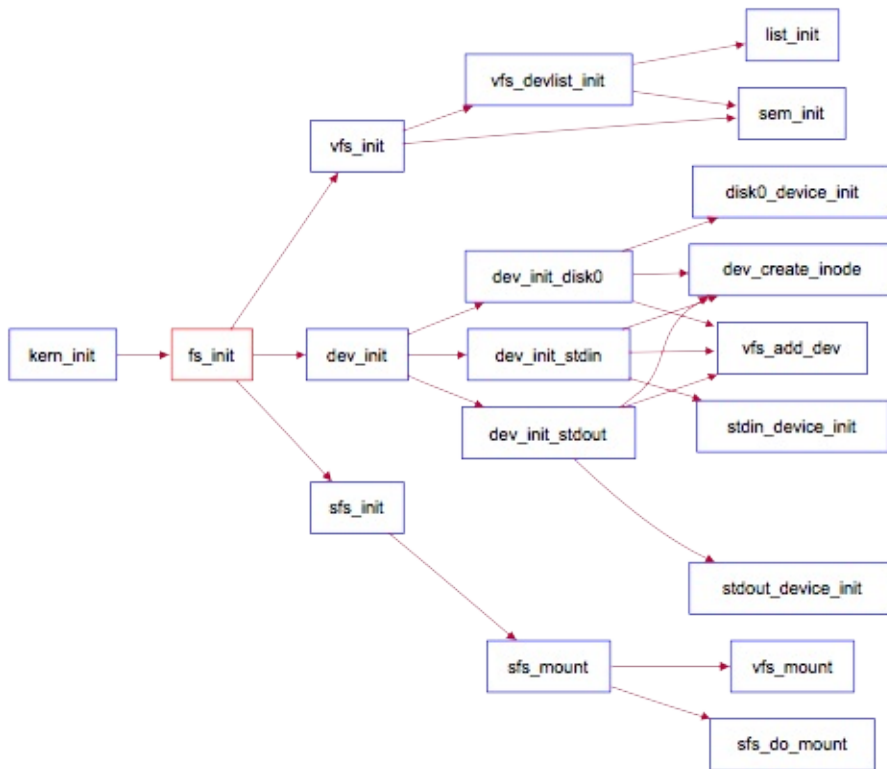 list_init
vfs_devlist_init
sem_init
vfs_init
disk0_device_init
dev_init_disk0
dev_create_inode
kern_init
fs_init
dev_init
dev_init_stdin
vfs_add_dev
dev_init_stdout
stdin_device_init
sfs_init
stdout_device_init
sfs_mount
vfs_mount
sfs_do_mount